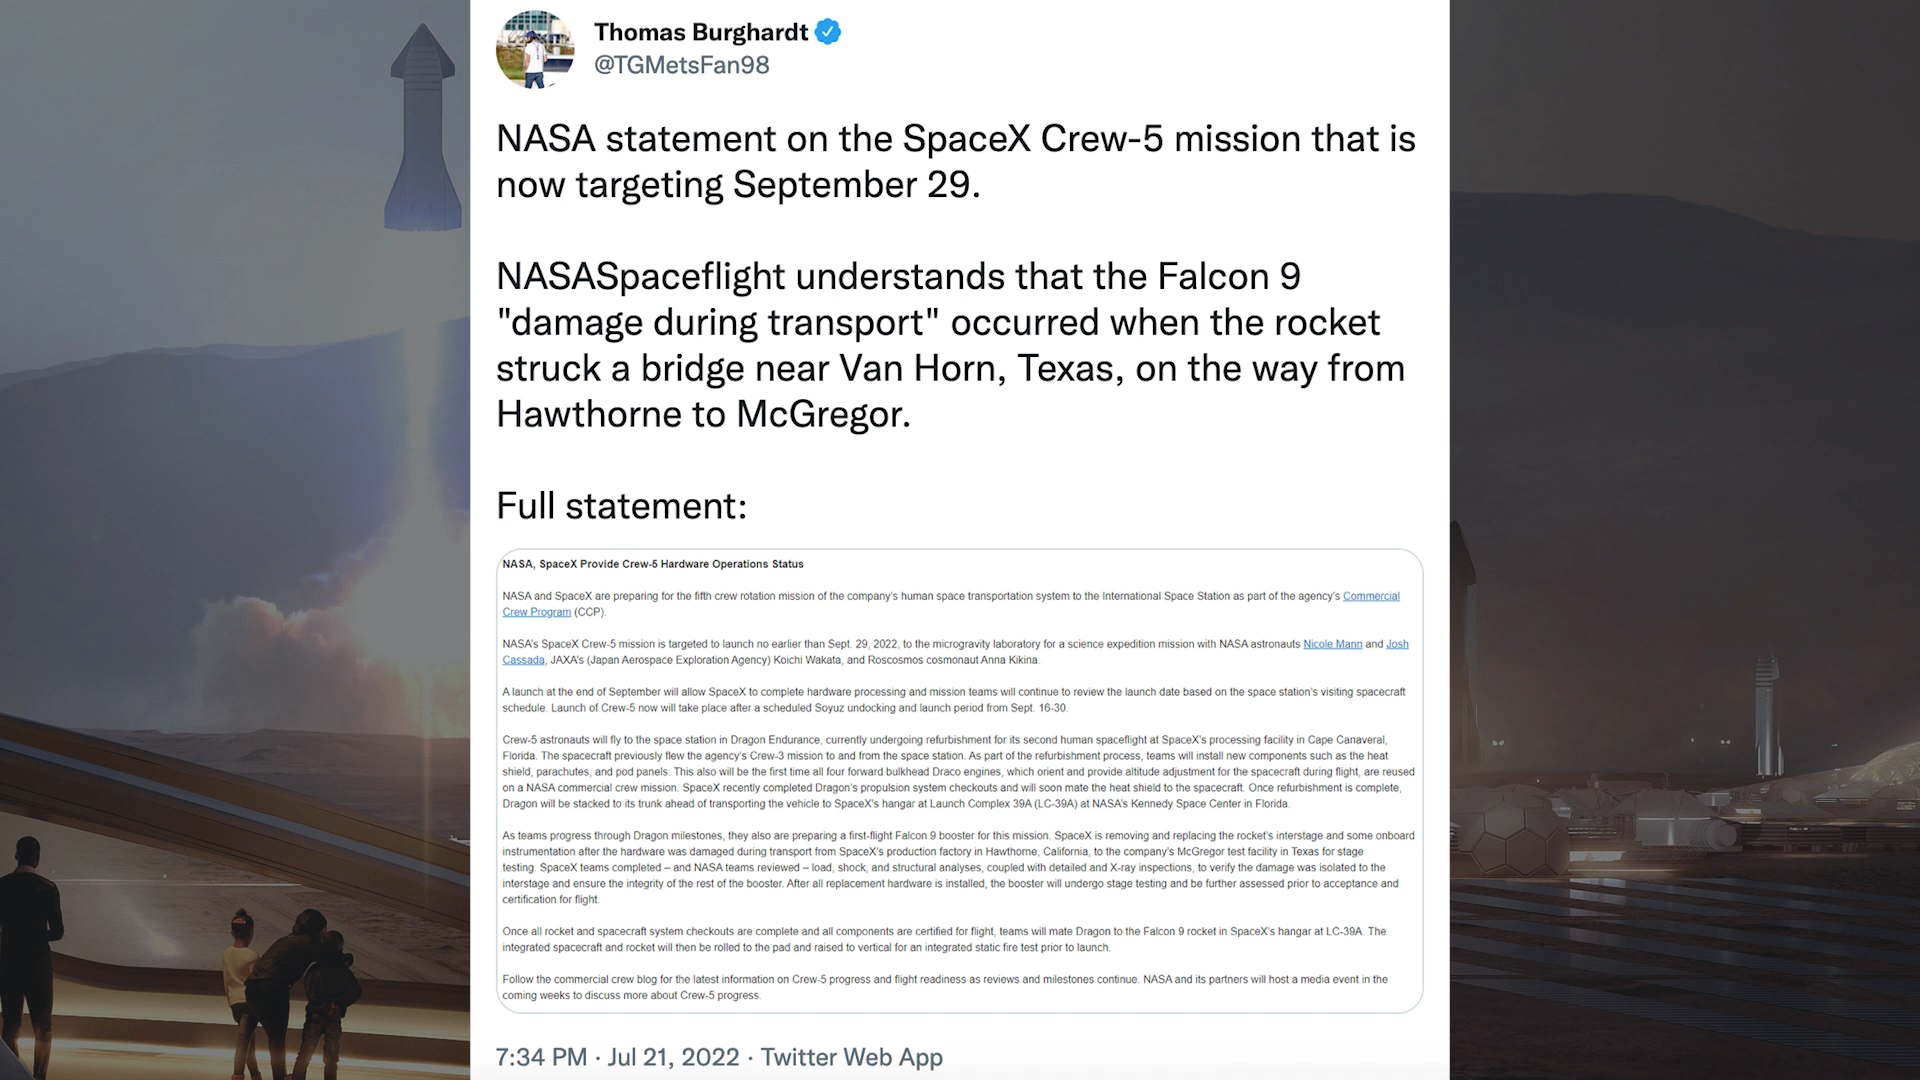 Thomas Burghardt
@TGMetsFan98
NASA statement on the SpaceX Crew-5 mission that is
now targeting September 29.
NASASpaceflight understands that the Falcon 9
"damage during transport" occurred when the rocket
struck a bridge near Van Horn, Texas, on the way from
Hawthorne to McGregor.
Full statement:
NASA, SpaceX Provide Crew-5 Hardware Operations Status
NASA and SpaceX are preparing for the fifth crew rotation mission of the company's human space transportation system to the International Space Station as part of the agency's Commercial
Crew Program (CCP).
NASA's SpaceX Crew-5 mission is targeted to launch no earlier than Sept. 29, 2022, to the microgravity laboratory for a science expedition mission with NASA astronauts Nicole Mann and Josh
Cassada, JAXA's (Japan Aerospace Exploration Agency) Koichi Wakata, and Roscosmos cosmonaut Anna Kikina.
A launch at the end of September will allow SpaceX to complete hardware processing and mission teams will continue to review the launch date based on the space station's visiting spacecraft
schedule. Launch of Crew-5 now will take place after a scheduled Soyuz undocking and launch period from Sept. 16-30.
Crew-5 astronauts will fly to the space station in Dragon Endurance, currently undergoing refurbishment for its second human spaceflight at SpaceX's processing facility in Cape Canaveral,
Florida. The spacecraft previously flew the agency's Crew-3 mission to and from the space station. As part of the refurbishment process, teams will install new components such as the heat
shield, parachutes, and pod panels. This also will be the first time all four forward bulkhead Draco engines, which orient and provide altitude adjustment for the spacecraft during flight, are reused
on a NASA commercial crew mission. SpaceX recently completed Dragon's propulsion system checkouts and will soon mate the heat shield to the spacecraft. Once refurbishment is complete,
Dragon will be stacked to its trunk ahead of transporting the vehicle to SpaceX's hangar at Launch Complex 39A (LC-39A) at NASA's Kennedy Space Center in Florida.
As teams progress through Dragon milestones, they also are preparing a first-flight Falcon 9 booster for this mission. SpaceX is removing and replacing the rocket's interstage and some onboard
instrumentation after the hardware was damaged during transport from SpaceX's production factory in Hawthorne, California, to the company's McGregor test facility in Texas for stage
testing. SpaceX teams completed – and NASA teams reviewed – load, shock, and structural analyses, coupled with detailed and X-ray inspections, to verify the damage was isolated to the
interstage and ensure the integrity of the rest of the booster. After all replacement hardware is installed, the booster will undergo stage testing and be further assessed prior to acceptance and
certification for flight.
Once all rocket and spacecraft system checkouts are complete and all components are certified for flight, teams will mate Dragon to the Falcon 9 rocket in SpaceX's hangar at LC-39A. The
integrated spacecraft and rocket will then be rolled to the pad and raised to vertical for an integrated static fire test prior to launch.
Follow the commercial crew blog for the latest information on Crew-5 progress and flight readiness as reviews and milestones continue. NASA and its partners will host a media event in the
coming weeks to discuss more about Crew-5 progress.
7:34 PM · Jul 21, 2022 · Twitter Web App